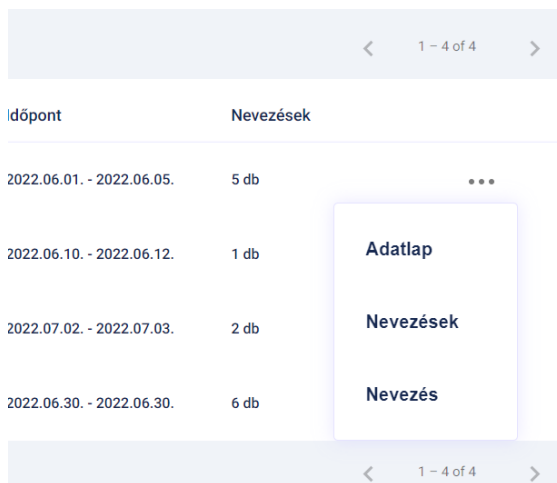 1 – 4 of 4
Időpont Nevezések
2022.06.01. - 2022.06.05. 5 db
2022.06.10. - 2022.06.12. 1 db
2022.07.02. - 2022.07.03. 2 db
2022.06.30. - 2022.06.30. 6 db
Adatlap
Nevezések
Nevezés
1 – 4 of 4